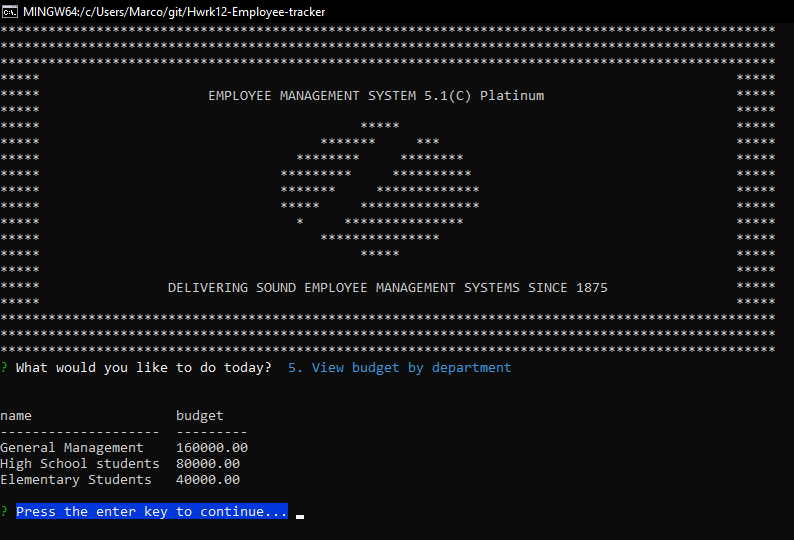 MINGW64:/c/Users/Marco/git/Hwrk12-Employee-tracker
EMPLOYEE MANAGEMENT SYSTEM 5.1(C) Platinum
DELIVERING SOUND EMPLOYEE MANAGEMENT SYSTEMS SINCE 1875
? What would you like to do today? 5. View budget by department
name budget
-------------------- ---------
General Management 160000.00
High School students 80000.00
Elementary Students 40000.00
? Press the enter key to continue...